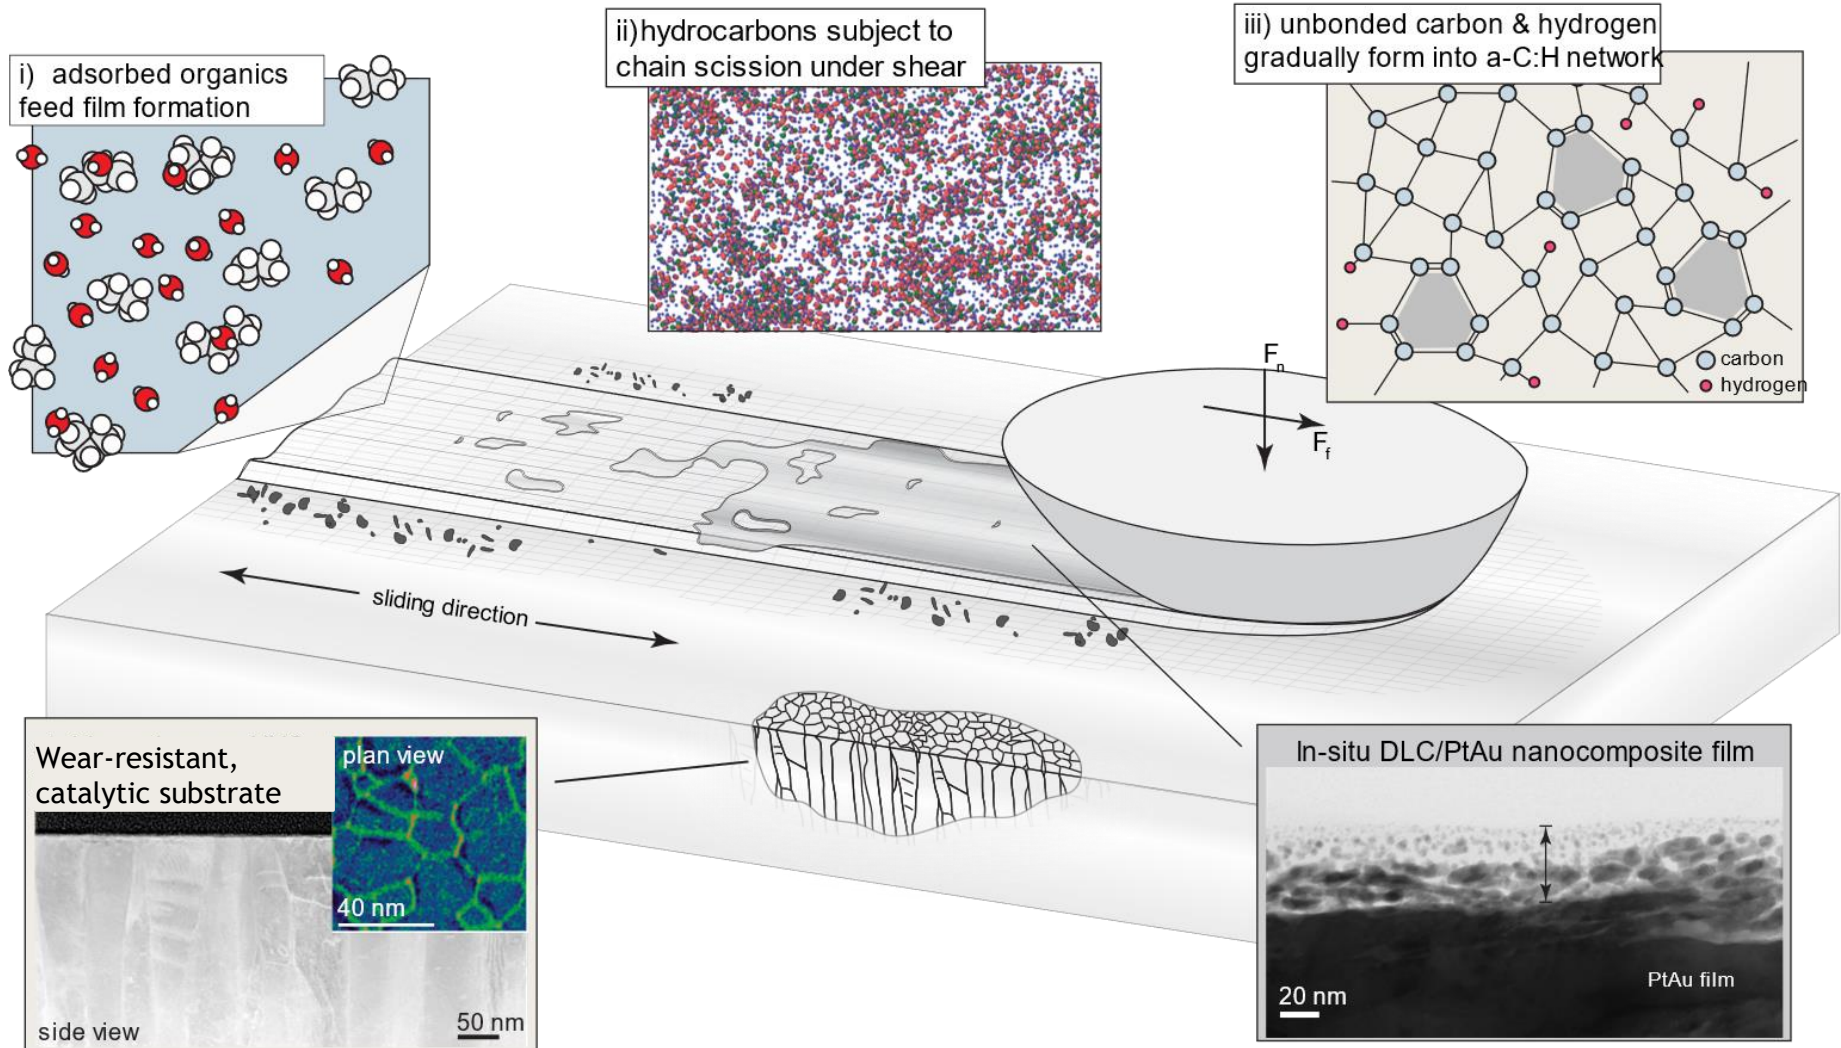 i) adsorbed organics
feed film formation
ii)hydrocarbons subject to
chain scission under shear
iii) unbonded carbon & hydrogen
gradually form into a-C:H network
carbon
hydrogen
Fn
Ff
sliding direction
Wear-resistant,
catalytic substrate
plan view
40 nm
side view
50 nm
In-situ DLC/PtAu nanocomposite film
PtAu film
20 nm